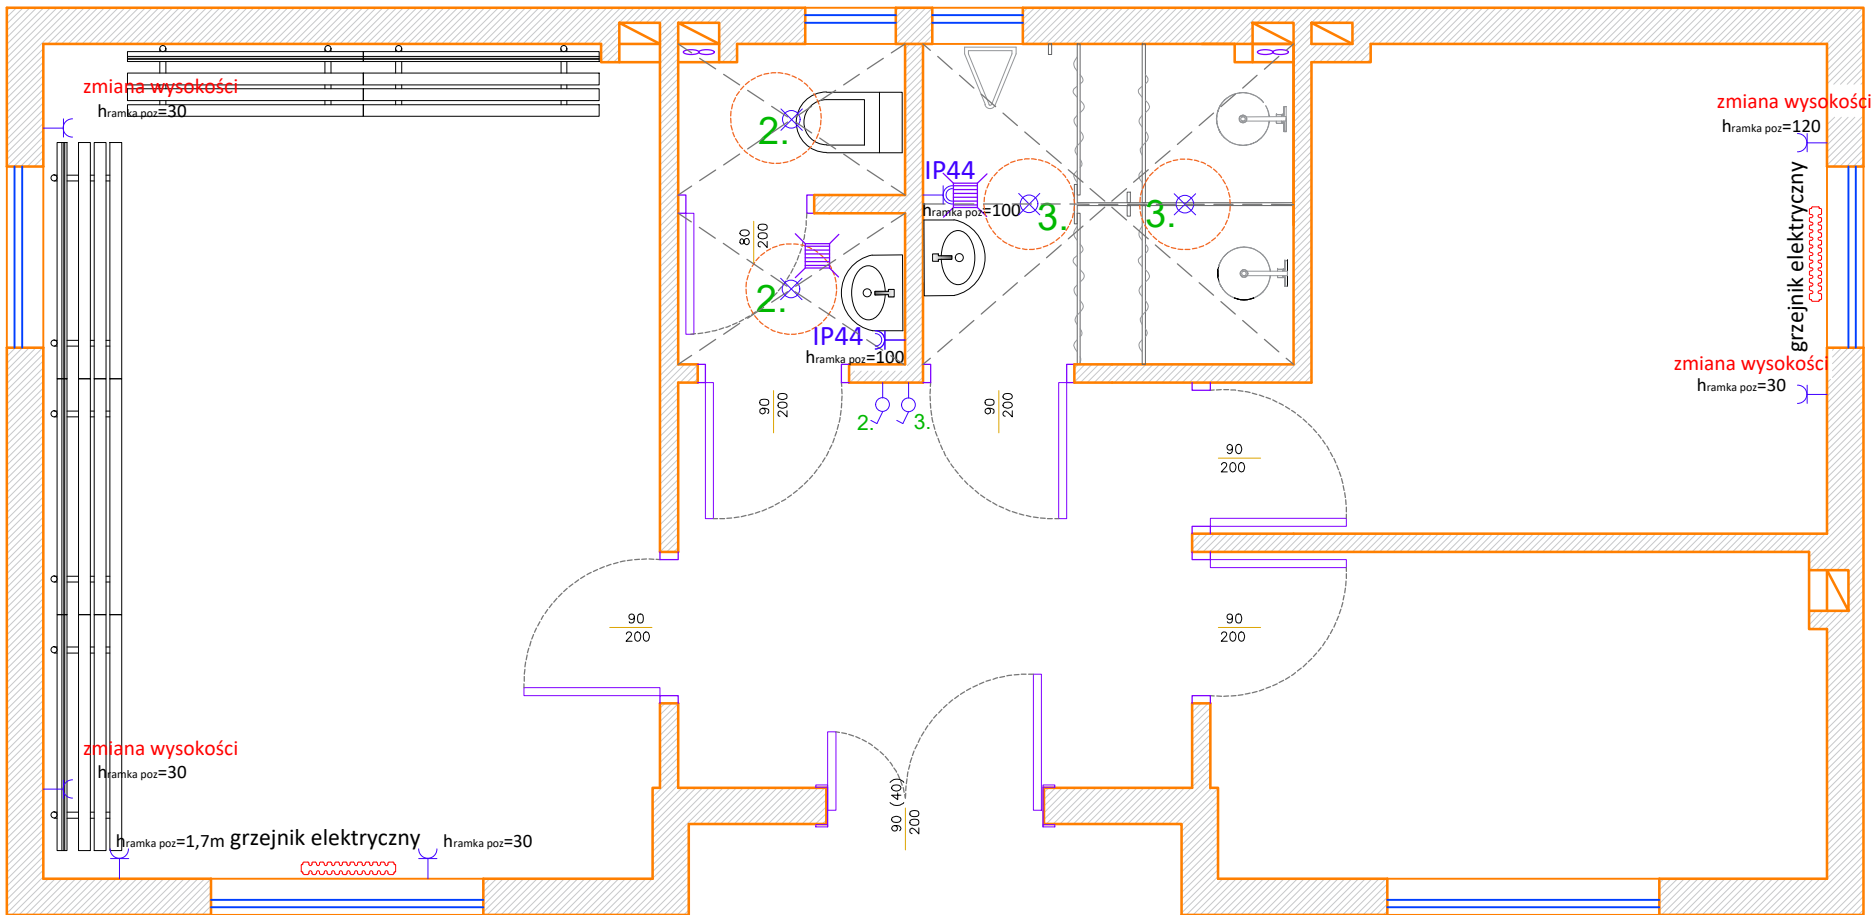 zmiana wysokości
hramka poz=30
zmiana wysokości
hramka poz=120
2.
IP44
hramka poz=100
3.
3.
80
200
2.
IP44
hramka poz=100
grzejnik elektryczny
zmiana wysokości
hramka poz=30
90
200
2.
3.
90
200
90
200
90
200
90
200
zmiana wysokości
hramka poz=30
90 (40)
200
hramka poz=1,7m grzejnik elektryczny hramka poz=30